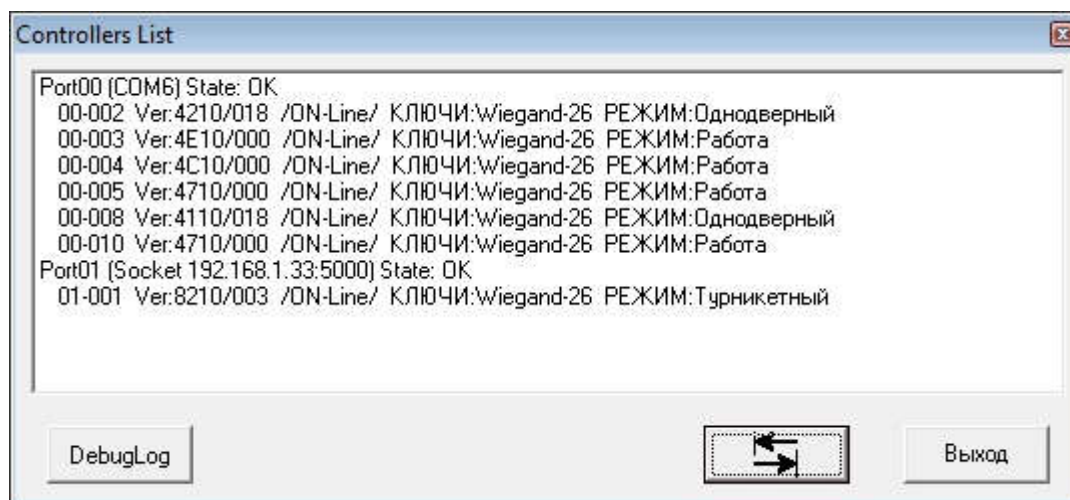 Controllers List
Port00 (COM6) State: OK
00-002 Ver:4210/018 /ON-Line/ КЛЮЧИ:Wiegand-26 РЕЖИМ:Однодверный
00-003 Ver:4E10/000 /ON-Line/ КЛЮЧИ:Wiegand-26 РЕЖИМ:Работа
00-004 Ver:4C10/000 /ON-Line/ КЛЮЧИ:Wiegand-26 РЕЖИМ:Работа
00-005 Ver:4710/000 /ON-Line/ КЛЮЧИ:Wiegand-26 РЕЖИМ:Работа
00-008 Ver:4110/018 /ON-Line/ КЛЮЧИ:Wiegand-26 РЕЖИМ:Однодверный
00-010 Ver:4710/000 /ON-Line/ КЛЮЧИ:Wiegand-26 РЕЖИМ:Работа
Port01 (Socket 192.168.1.33:5000) State: OK
01-001 Ver:8210/003 /ON-Line/ КЛЮЧИ:Wiegand-26 РЕЖИМ:Турникетный
DebugLog
Выход